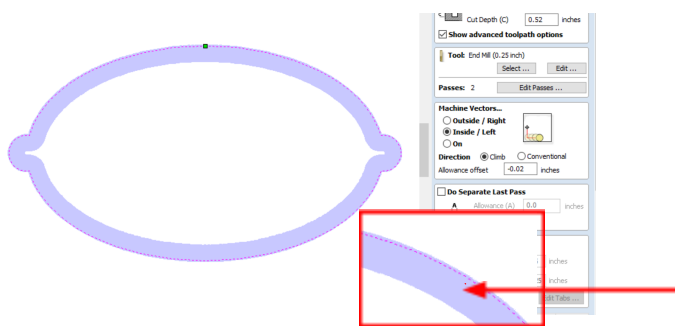 Cut Depth (C) 0.52 inches
Show advanced toolpath options
Tool: End Mill (0.25 inch)
Select ... Edit ...
Passes: 2 Edit Passes ...
Machine Vectors...
Outside / Right
Inside / Left
On
Direction Climb Conventional
Allowance offset -0.02 inches
Do Separate Last Pass
Allowance (A) 0.0 inches
inches
inches
dit Tabs ...